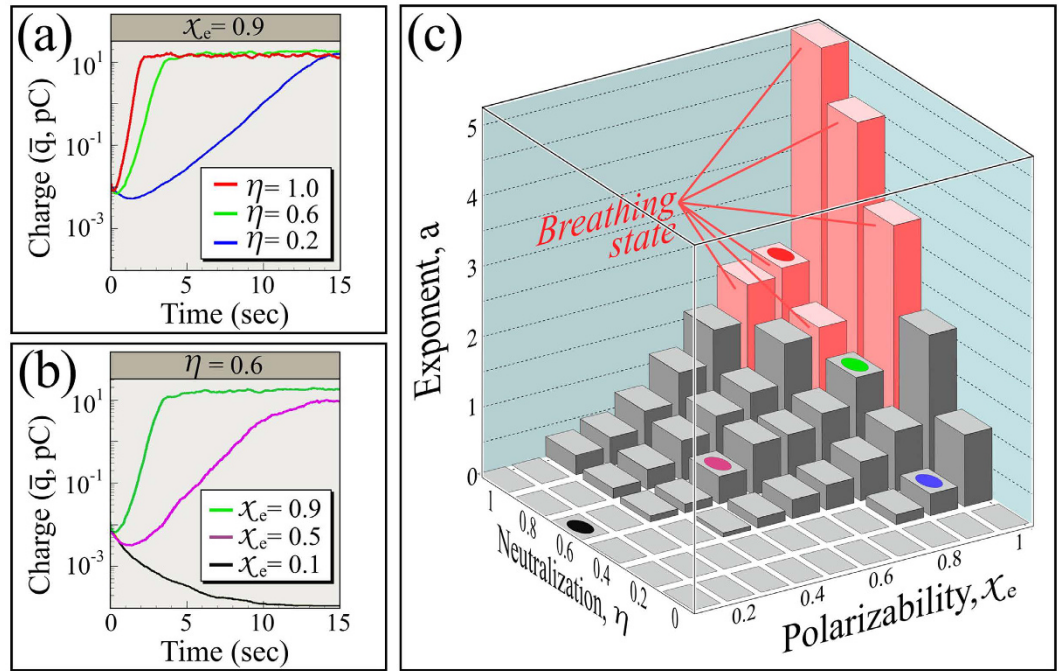 (a)
χe = 0.9
Charge (q̄, pC)
10¹
10⁻¹
10⁻³
η = 1.0
η = 0.6
η = 0.2
0
5
10
15
Time (sec)
(b)
η = 0.6
Charge (q̄, pC)
10¹
10⁻¹
10⁻³
χe = 0.9
χe = 0.5
χe = 0.1
0
5
10
15
Time (sec)
(c)
Exponent, a
5
4
3
2
1
0
Breathing
state
1
0.8
0.6
0.4
0.2
0
Neutralization, η
0.2
0.4
0.6
0.8
1
Polarizability, χe